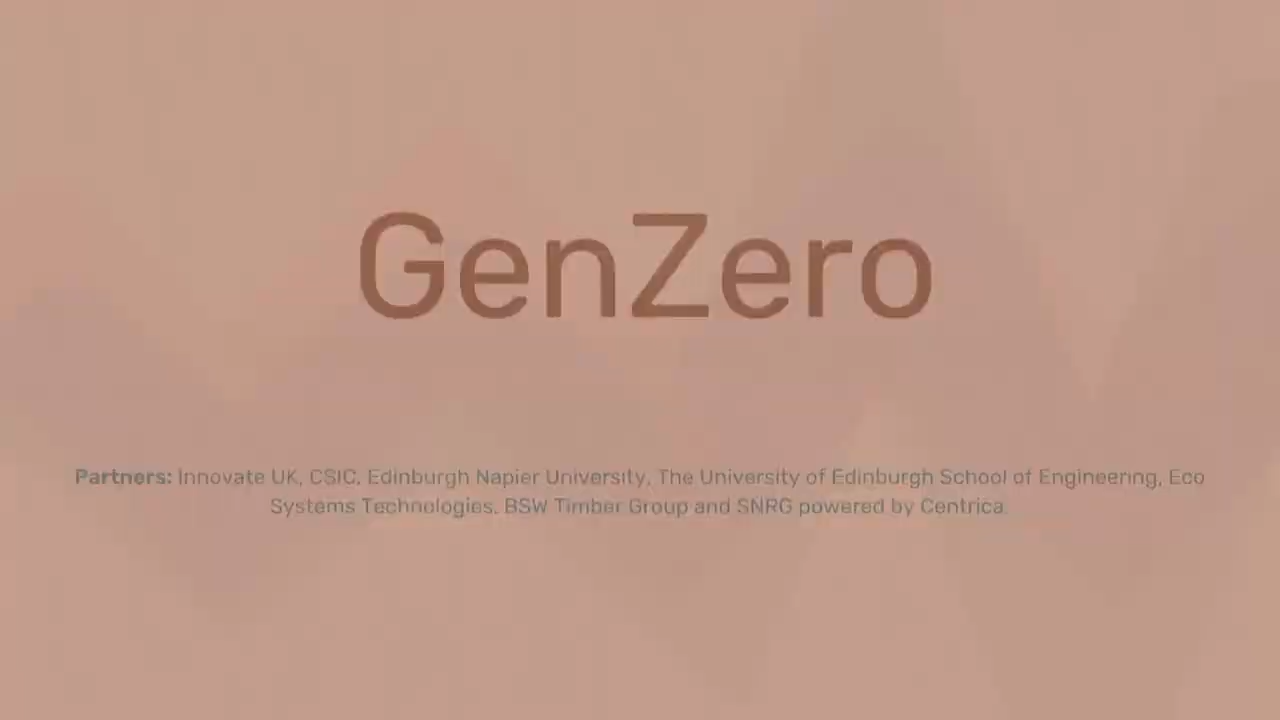 GenZero
Partners: Innovate UK, CSIC, Edinburgh Napier University, The University of Edinburgh School of Engineering, Eco
Systems Technologies, BSW Timber Group and SNRG powered by Centrica.